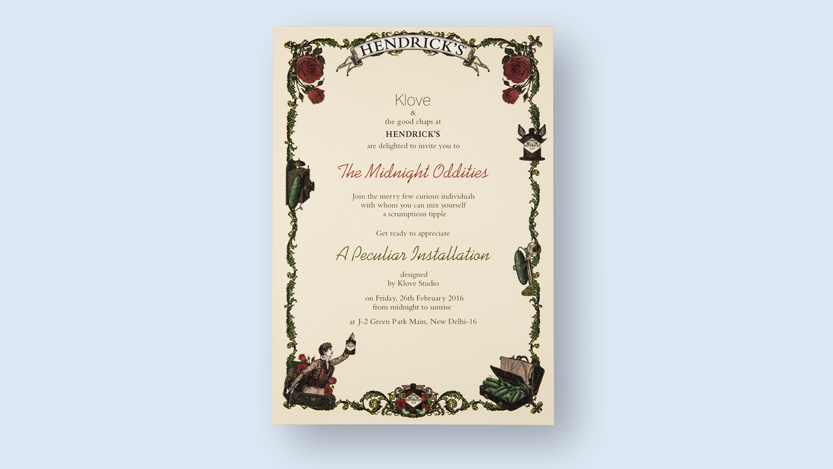 HENDRICK'S
Klove
&
the good chaps at
HENDRICK'S
are delighted to invite you to
The Midnight Oddities
Join the merry few curious individuals
with whom you can mix yourself
a scrumptious tipple
Get ready to appreciate
A Peculiar Installation
designed
by Klove Studio
on Friday, 26th February 2016
from midnight to sunrise
at J-2 Green Park Main, New Delhi-16